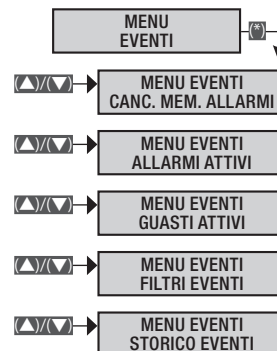 MENU
EVENTI
(*)
(▲)/(▼)
MENU EVENTI
CANC. MEM. ALLARMI
(▲)/(▼)
MENU EVENTI
ALLARMI ATTIVI
(▲)/(▼)
MENU EVENTI
GUASTI ATTIVI
(▲)/(▼)
MENU EVENTI
FILTRI EVENTI
(▲)/(▼)
MENU EVENTI
STORICO EVENTI